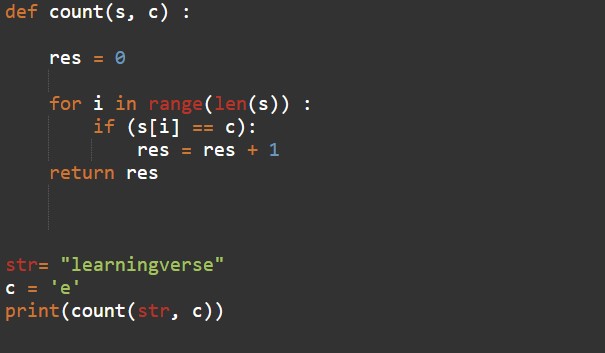 def count(s, c) :
    res = 0
    for i in range(len(s)) :
        if (s[i] == c):
            res = res + 1
    return res
str= "learningverse"
c = 'e'
print(count(str, c))